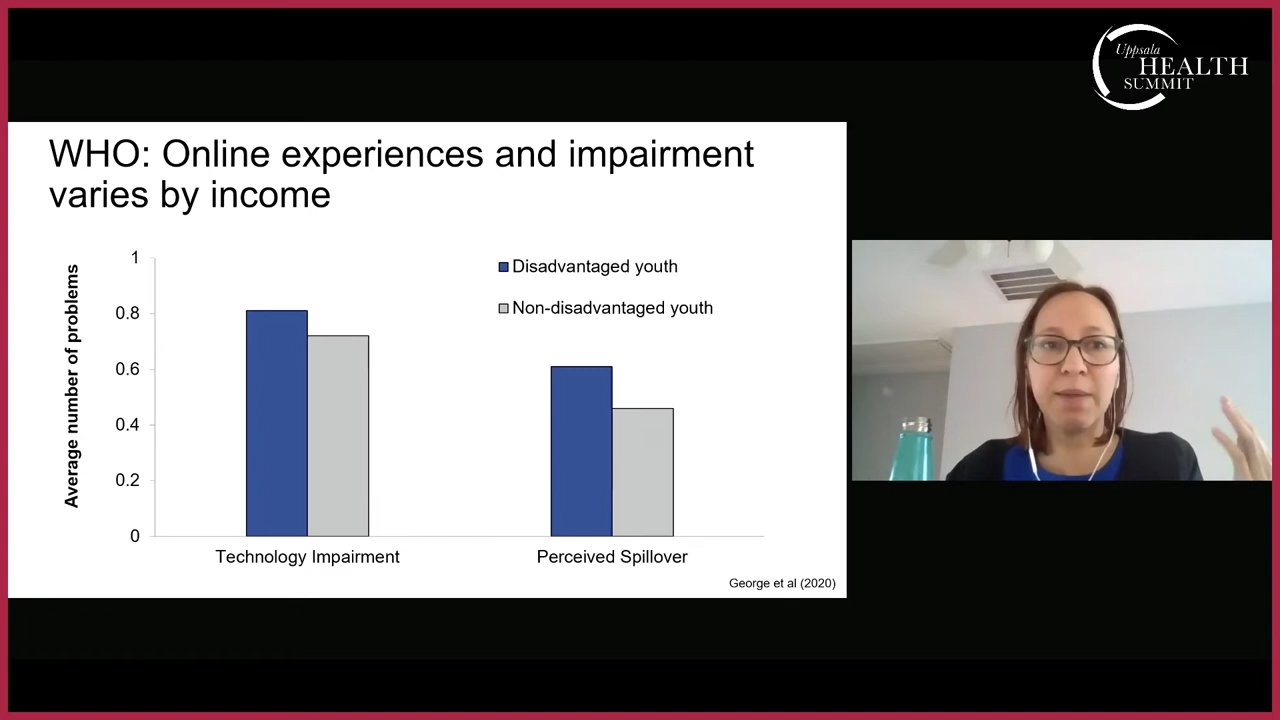 Uppsala
HEALTH
SUMMIT
WHO: Online experiences and impairment
varies by income
Average number of problems
1
0.8
0.6
0.4
0.2
0
Disadvantaged youth
Non-disadvantaged youth
Technology Impairment
Perceived Spillover
George et al (2020)